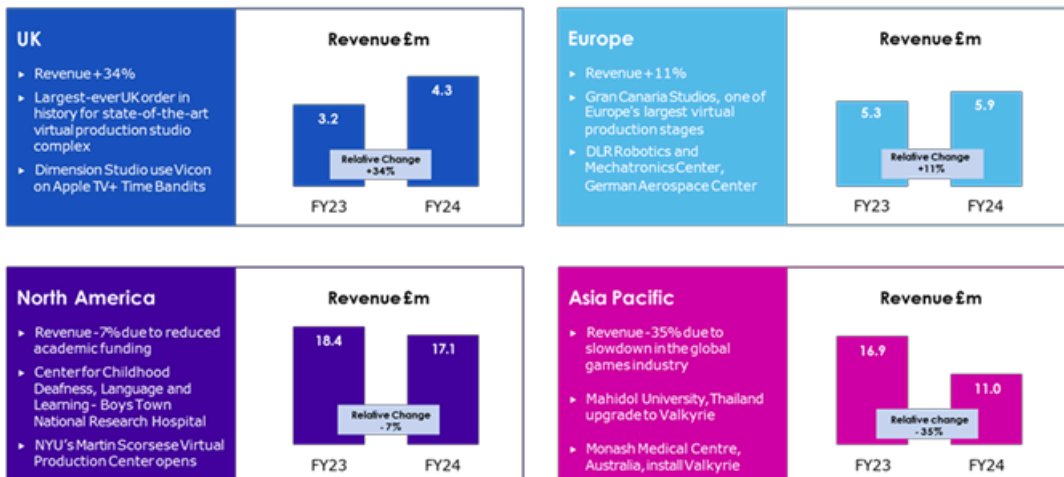 UK
Revenue £m
▸ Revenue +34%
▸ Largest-ever UK order in
history for state-of-the-art
virtual production studio
complex
▸ Dimension Studio use Vicon
on Apple TV+ Time Bandits
3.2
4.3
Relative Change
+34%
FY23
FY24
Europe
Revenue £m
▸ Revenue +11%
▸ Gran Canaria Studios, one of
Europe's largest virtual
production stages
▸ DLR Robotics and
Mechatronics Center,
German Aerospace Center
5.3
5.9
Relative Change
+11%
FY23
FY24
North America
Revenue £m
▸ Revenue -7% due to reduced
academic funding
▸ Center for Childhood
Deafness, Language and
Learning - Boys Town
National Research Hospital
▸ NYU's Martin Scorsese Virtual
Production Center opens
18.4
17.1
Relative Change
- 7%
FY23
FY24
Asia Pacific
Revenue £m
▸ Revenue -35% due to
slowdown in the global
games industry
▸ Mahidol University, Thailand
upgrade to Valkyrie
▸ Monash Medical Centre,
Australia, install Valkyrie
16.9
11.0
Relative change
- 35%
FY23
FY24